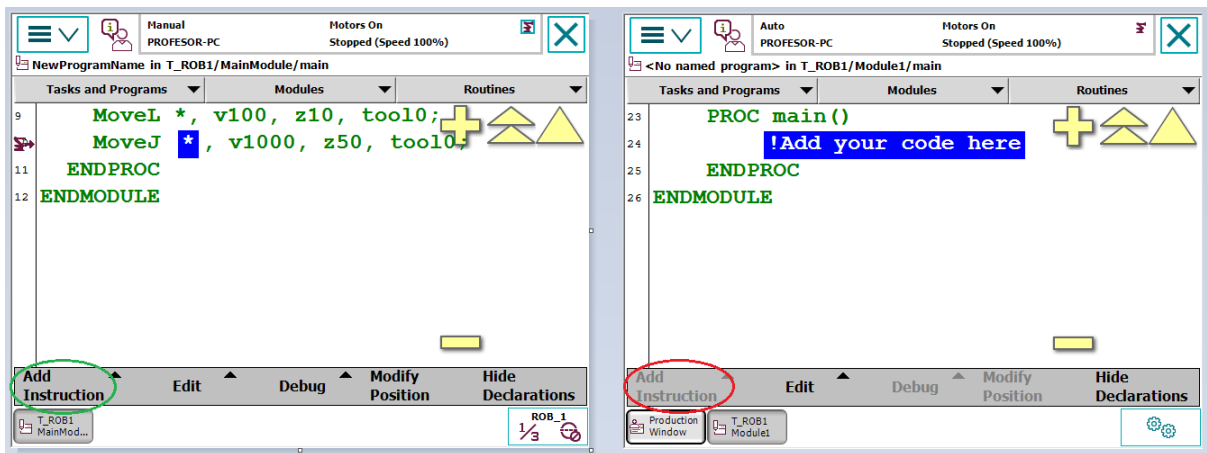 Manual
PROFESOR-PC
Motors On
Stopped (Speed 100%)
NewProgramName in T_ROB1/MainModule/main
Tasks and Programs Modules Routines
9 MoveL *, v100, z10, tool0;
MoveJ *, v1000, z50, tool0;
11 ENDPROC
12 ENDMODULE
Add Instruction
Edit
Debug
Modify Position
Hide Declarations
T_ROB1
MainMod...
ROB_1
1/3
Auto
PROFESOR-PC
Motors On
Stopped (Speed 100%)
<No named program> in T_ROB1/Module1/main
Tasks and Programs Modules Routines
23 PROC main()
24 !Add your code here
25 ENDPROC
26 ENDMODULE
Add Instruction
Edit
Debug
Modify Position
Hide Declarations
Production Window
T_ROB1
Module1